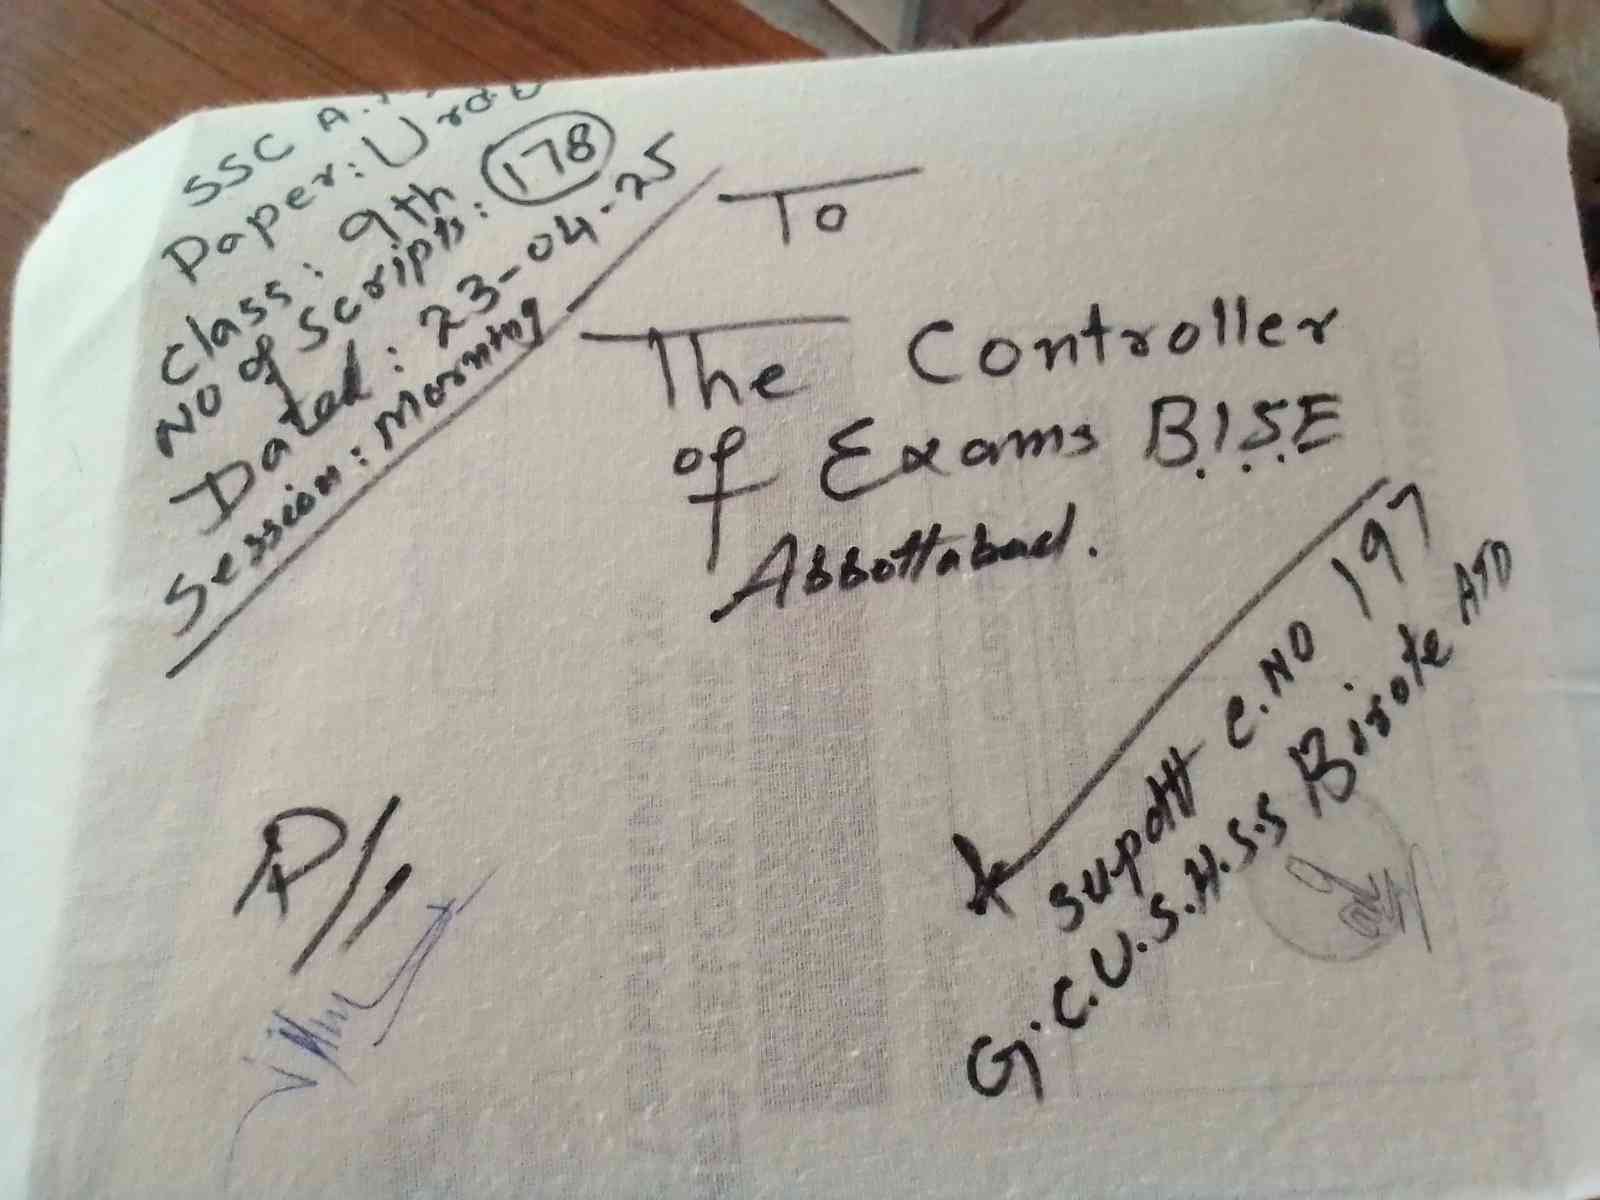 SSC A.
Paper: Urdu
Class: 9th
No of Scripts: 178
Dated: 23-04-25
Session: Morning
To
The Controller
of Exams B.I.S.E
Abbottabad.
Supdtt C.NO 197
G.C.U.S.H.S.S Birote ATD